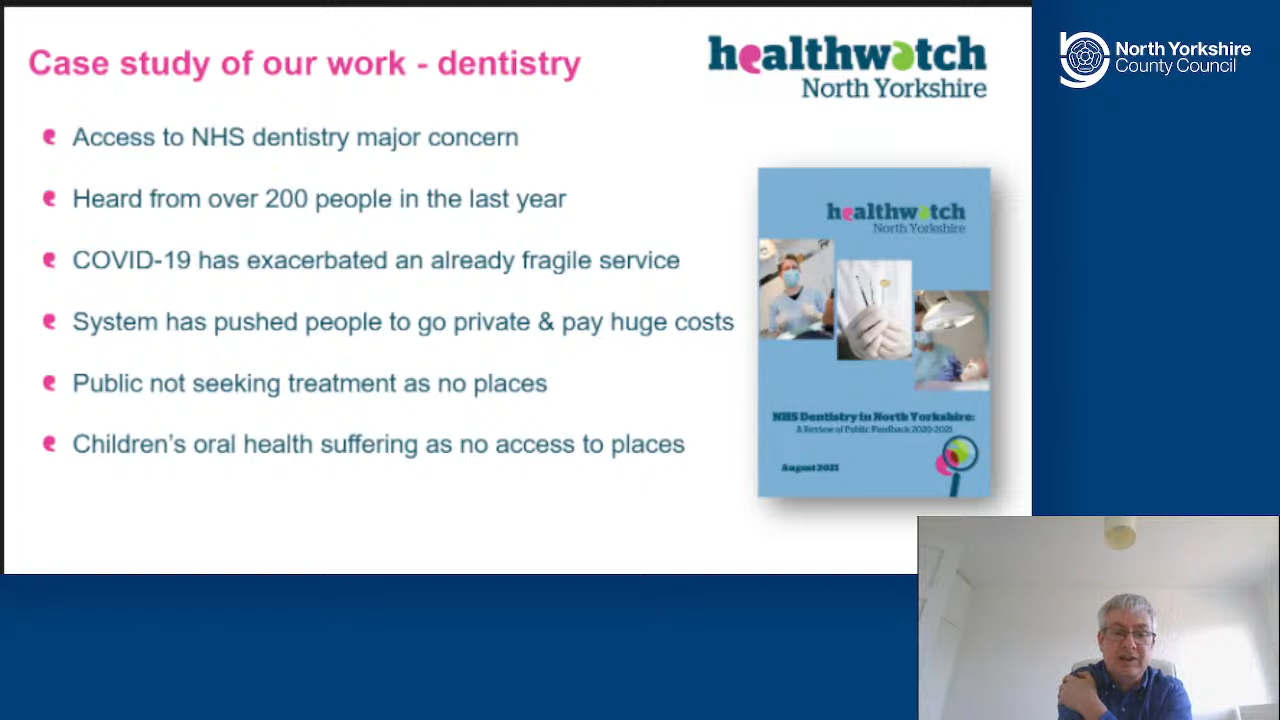 Case study of our work - dentistry
healthwatch
North Yorkshire
North Yorkshire
County Council
Access to NHS dentistry major concern
Heard from over 200 people in the last year
COVID-19 has exacerbated an already fragile service
System has pushed people to go private & pay huge costs
Public not seeking treatment as no places
Children’s oral health suffering as no access to places
healthwatch
North Yorkshire
NHS Dentistry in North Yorkshire:
A Review of Public Feedback 2020-2021
August 2021